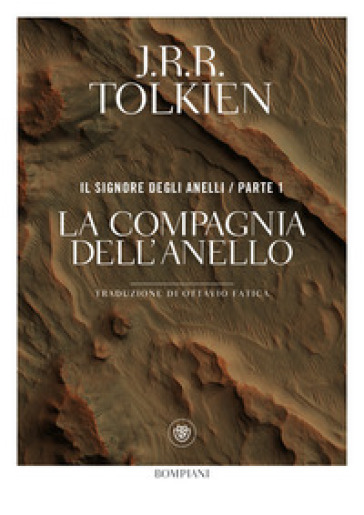 J.R.R.
TOLKIEN
IL SIGNORE DEGLI ANELLI / PARTE 1
LA COMPAGNIA
DELL'ANELLO
TRADUZIONE DI OTTAVIO FATICA
BOMPIANI